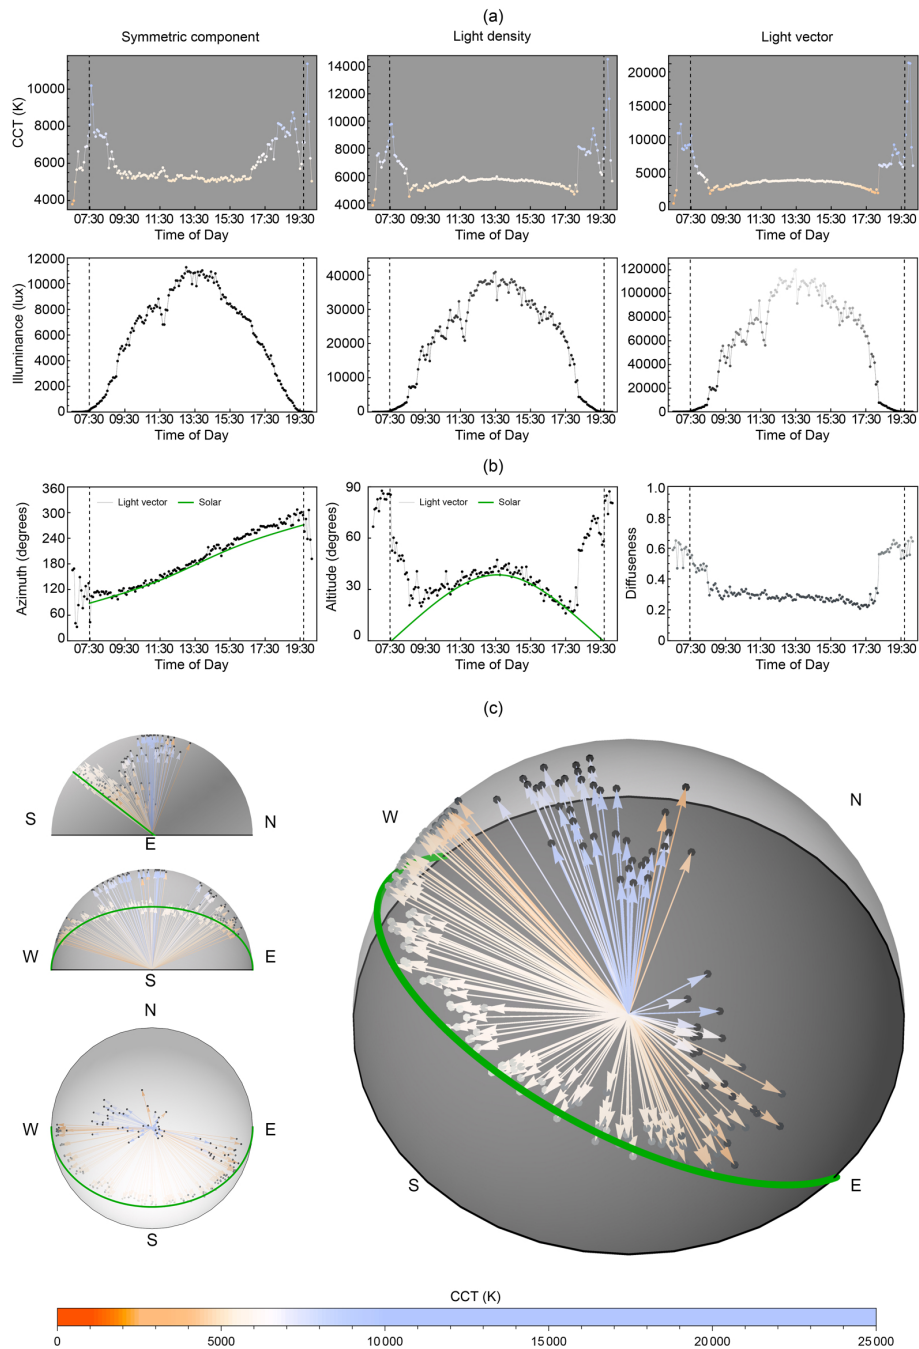 (a)
Symmetric component
Light density
Light vector
CCT (K)
10000
8000
6000
4000
07:30 09:30 11:30 13:30 15:30 17:30 19:30
Time of Day
14000
12000
10000
8000
6000
4000
07:30 09:30 11:30 13:30 15:30 17:30 19:30
Time of Day
20000
15000
10000
5000
0
07:30 09:30 11:30 13:30 15:30 17:30 19:30
Time of Day
Illuminance (lux)
12000
10000
8000
6000
4000
2000
0
07:30 09:30 11:30 13:30 15:30 17:30 19:30
Time of Day
40000
30000
20000
10000
0
07:30 09:30 11:30 13:30 15:30 17:30 19:30
Time of Day
120000
100000
80000
60000
40000
20000
0
07:30 09:30 11:30 13:30 15:30 17:30 19:30
Time of Day
(b)
Azimuth (degrees)
360
300
240
180
120
60
0
Light vector Solar
07:30 09:30 11:30 13:30 15:30 17:30 19:30
Time of Day
Altitude (degrees)
90
60
30
0
Light vector Solar
07:30 09:30 11:30 13:30 15:30 17:30 19:30
Time of Day
Diffuseness
1.0
0.8
0.6
0.4
0.2
0
07:30 09:30 11:30 13:30 15:30 17:30 19:30
Time of Day
(c)
S
N
E
W
E
S
N
W
E
S
W
N
S
E
CCT (K)
0 5000 10000 15000 20000 25000